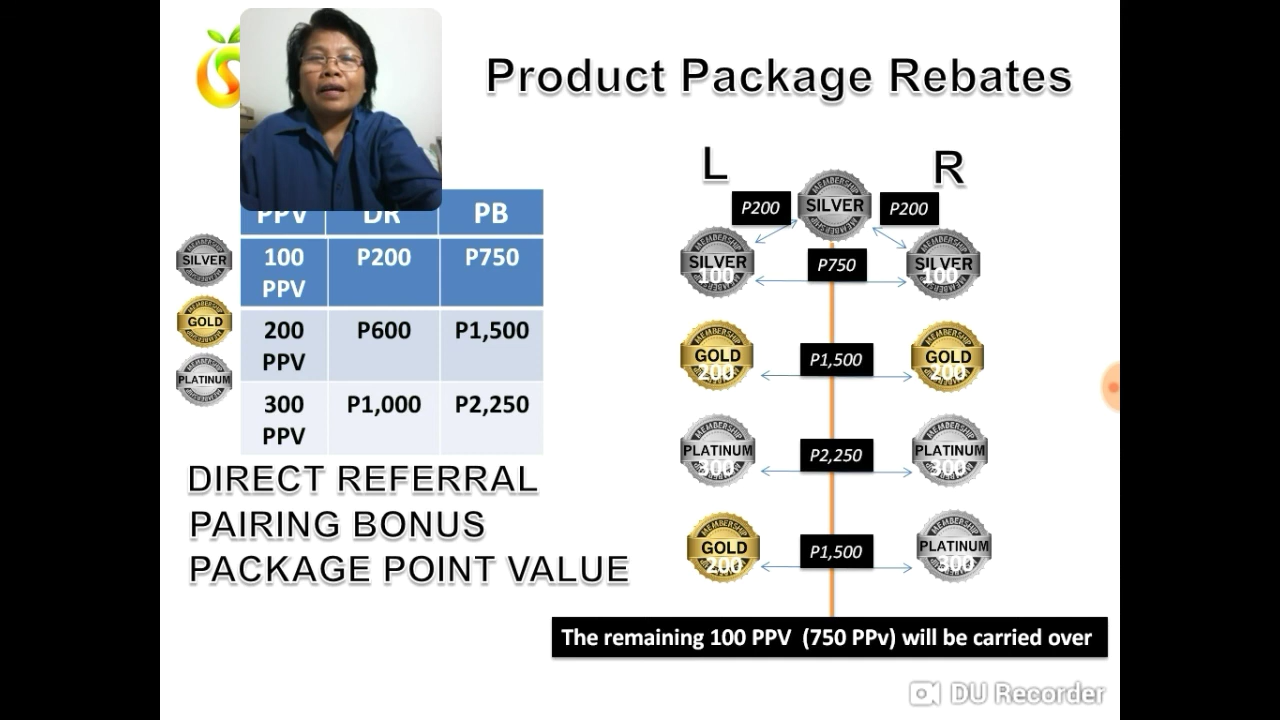 Product Package Rebates
L
R
PPV DR PB
SILVER 100 PPV P200 P750
GOLD 200 PPV P600 P1,500
PLATINUM 300 PPV P1,000 P2,250
DIRECT REFERRAL
PAIRING BONUS
PACKAGE POINT VALUE
MEMBERSHIP
P200 SILVER P200
SILVER 100 P750 SILVER 100
GOLD 200 P1,500 GOLD 200
PLATINUM 300 P2,250 PLATINUM 300
GOLD 200 P1,500 PLATINUM 300
The remaining 100 PPV (750 PPv) will be carried over
DU Recorder